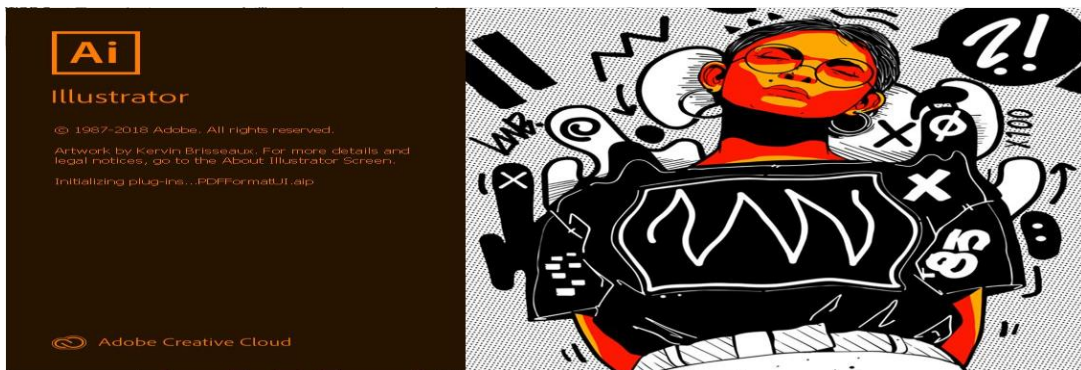 Ai
Illustrator
© 1987-2018 Adobe. All rights reserved.
Artwork by Kervin Brisseaux. For more details and
legal notices, go to the About Illustrator Screen.
Initializing plug-ins...PDFFormatUI.aip
Adobe Creative Cloud
?!
X
X
X100
X
85